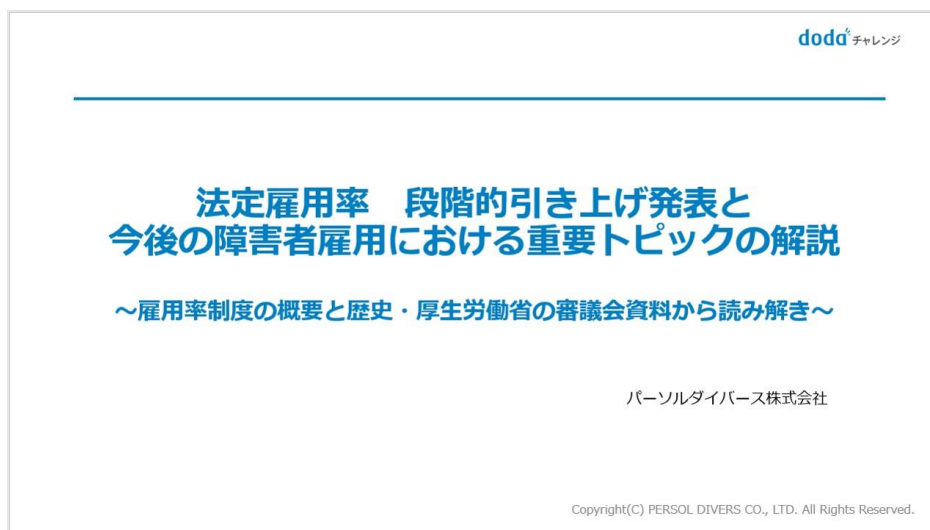 doda チャレンジ
法定雇用率　段階的引き上げ発表と
今後の障害者雇用における重要トピックの解説
～雇用率制度の概要と歴史・厚生労働省の審議会資料から読み解き～
パーソルダイバース株式会社
Copyright(C) PERSOL DIVERS CO., LTD. All Rights Reserved.